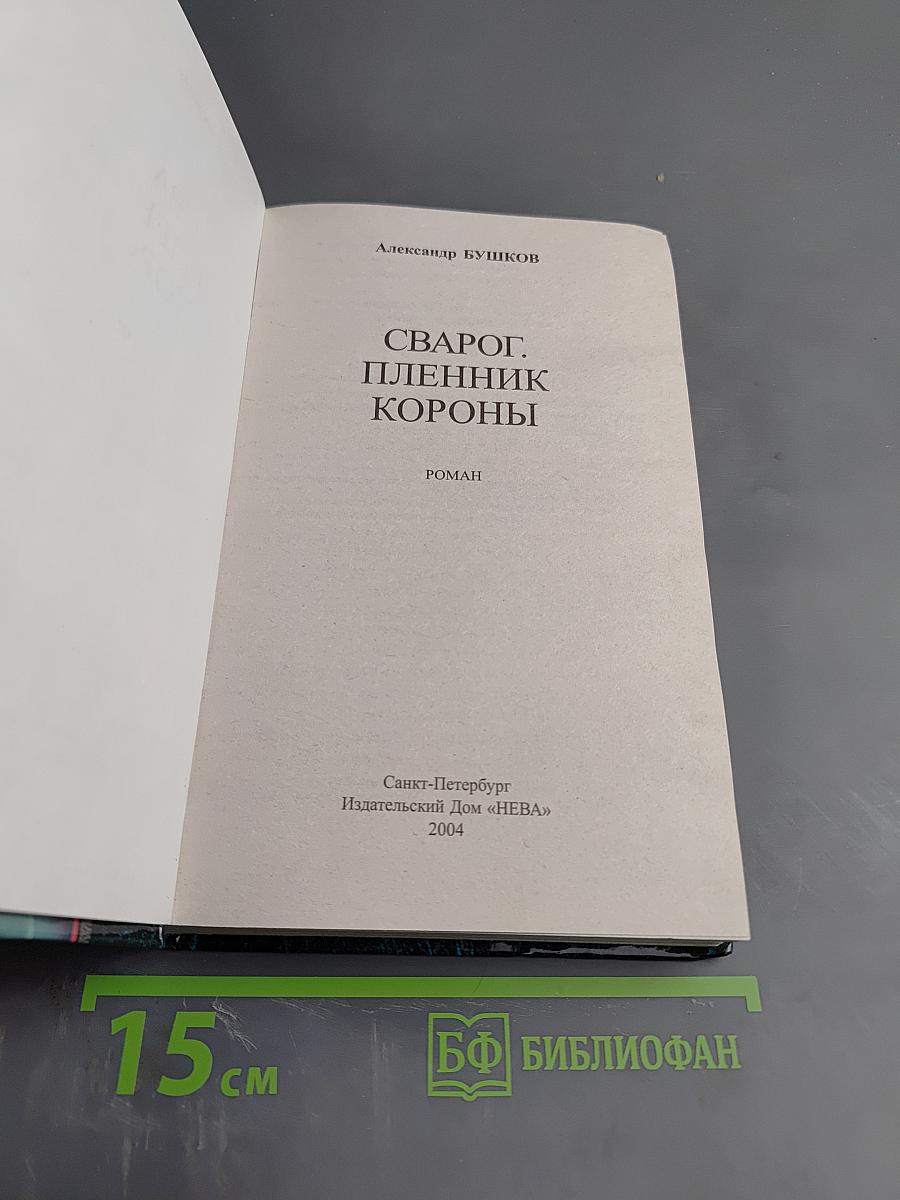 Александр БУШКОВ
СВАРОГ.
ПЛЕННИК
КОРОНЫ
РОМАН
Санкт-Петербург
Издательский Дом «НЕВА»
2004
15 см
БФ БИБЛИОФАН